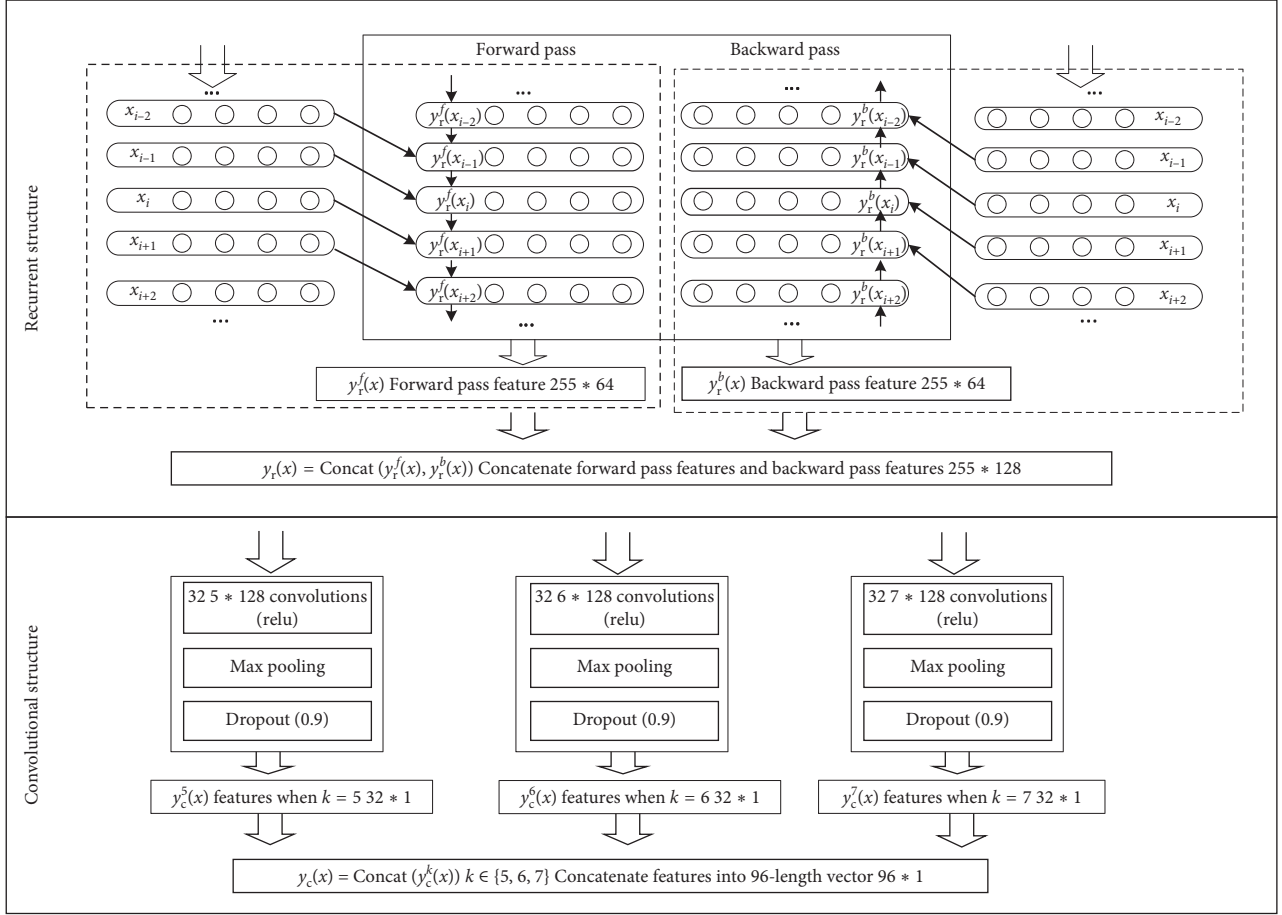 Recurrent structure
Forward pass
Backward pass
...
x_{i–2}
x_{i–1}
x_i
x_{i+1}
x_{i+2}
...
...
y_r^f(x_{i–2})
y_r^f(x_{i–1})
y_r^f(x_i)
y_r^f(x_{i+1})
y_r^f(x_{i+2})
...
...
y_r^b(x_{i–2})
y_r^b(x_{i–1})
y_r^b(x_i)
y_r^b(x_{i+1})
y_r^b(x_{i+2})
...
...
x_{i–2}
x_{i–1}
x_i
x_{i+1}
x_{i+2}
...
y_r^f(x) Forward pass feature 255 * 64
y_r^b(x) Backward pass feature 255 * 64
y_r(x) = Concat (y_r^f(x), y_r^b(x)) Concatenate forward pass features and backward pass features 255 * 128
Convolutional structure
32 5 * 128 convolutions
(relu)
Max pooling
Dropout (0.9)
32 6 * 128 convolutions
(relu)
Max pooling
Dropout (0.9)
32 7 * 128 convolutions
(relu)
Max pooling
Dropout (0.9)
y_c^5(x) features when k = 5 32 * 1
y_c^6(x) features when k = 6 32 * 1
y_c^7(x) features when k = 7 32 * 1
y_c(x) = Concat (y_c^k(x)) k ∈ {5, 6, 7} Concatenate features into 96-length vector 96 * 1